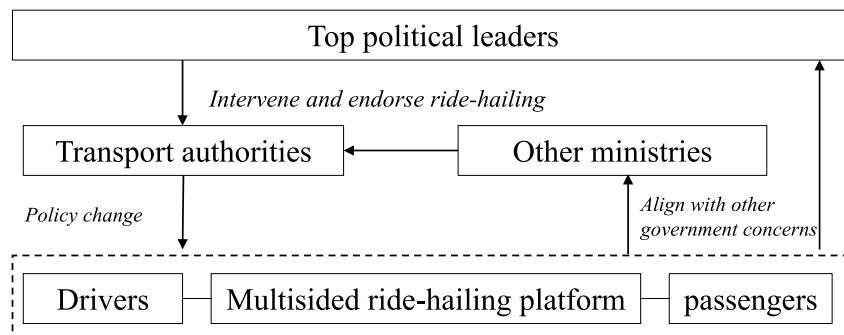 Top political leaders
Intervene and endorse ride-hailing
Transport authorities
Other ministries
Policy change
Align with other
government concerns
Drivers
Multisided ride-hailing platform
passengers